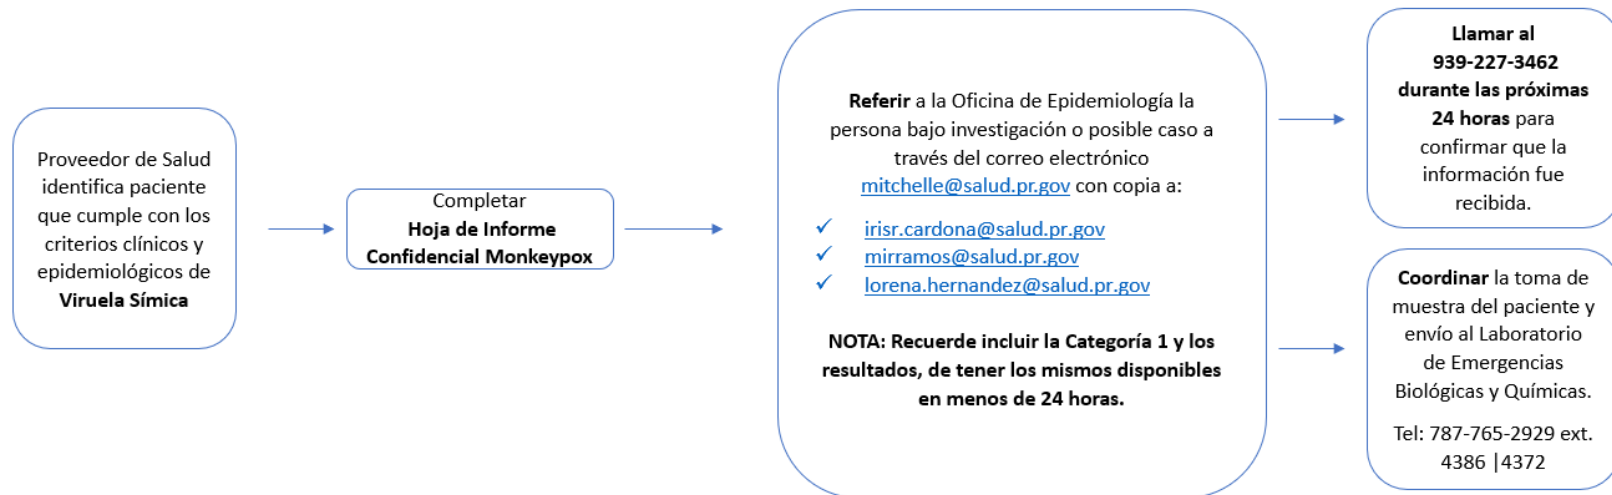 Proveedor de Salud
identifica paciente
que cumple con los
criterios clínicos y
epidemiológicos de
Viruela Símica
Completar
Hoja de Informe
Confidencial Monkeypox
Referir a la Oficina de Epidemiología la
persona bajo investigación o posible caso a
través del correo electrónico
mitchelle@salud.pr.gov con copia a:
✓ irisr.cardona@salud.pr.gov
✓ mirramos@salud.pr.gov
✓ lorena.hernandez@salud.pr.gov
NOTA: Recuerde incluir la Categoría 1 y los
resultados, de tener los mismos disponibles
en menos de 24 horas.
Llamar al
939-227-3462
durante las próximas
24 horas para
confirmar que la
información fue
recibida.
Coordinar la toma de
muestra del paciente y
envío al Laboratorio
de Emergencias
Biológicas y Químicas.
Tel: 787-765-2929 ext.
4386 |4372